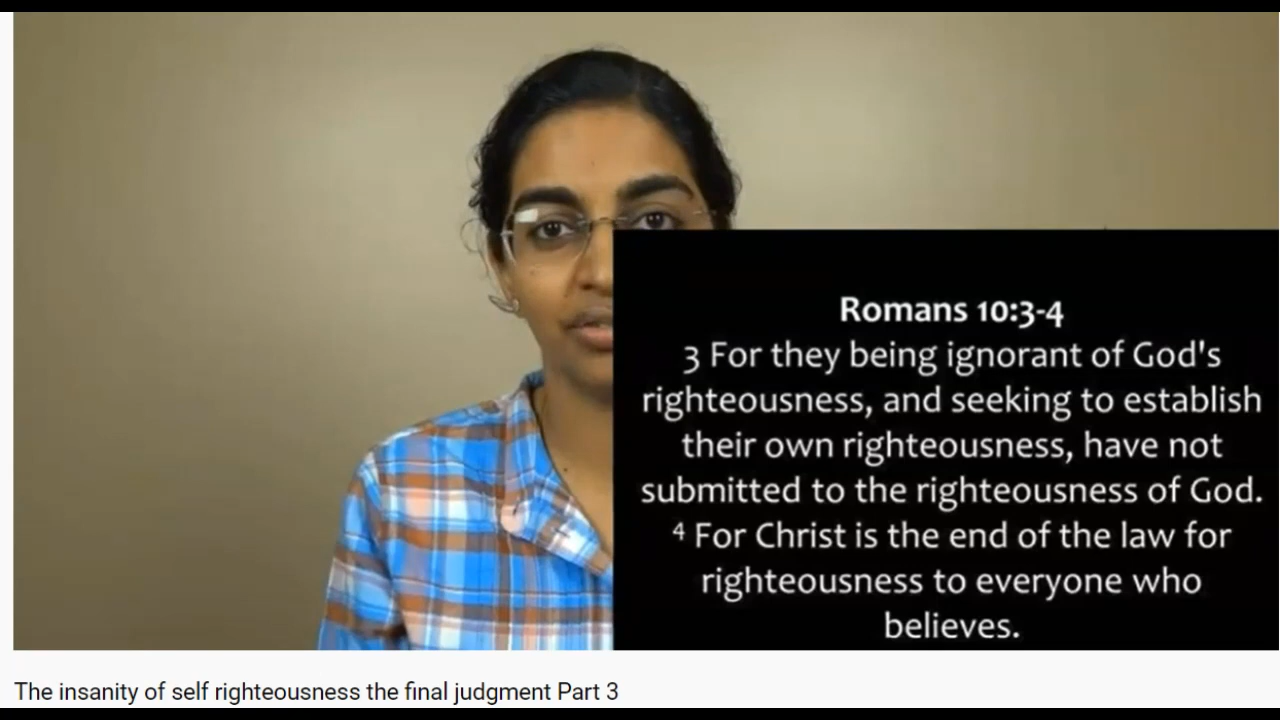 Romans 10:3-4
3 For they being ignorant of God's
righteousness, and seeking to establish
their own righteousness, have not
submitted to the righteousness of God.
⁴ For Christ is the end of the law for
righteousness to everyone who
believes.
The insanity of self righteousness the final judgment Part 3